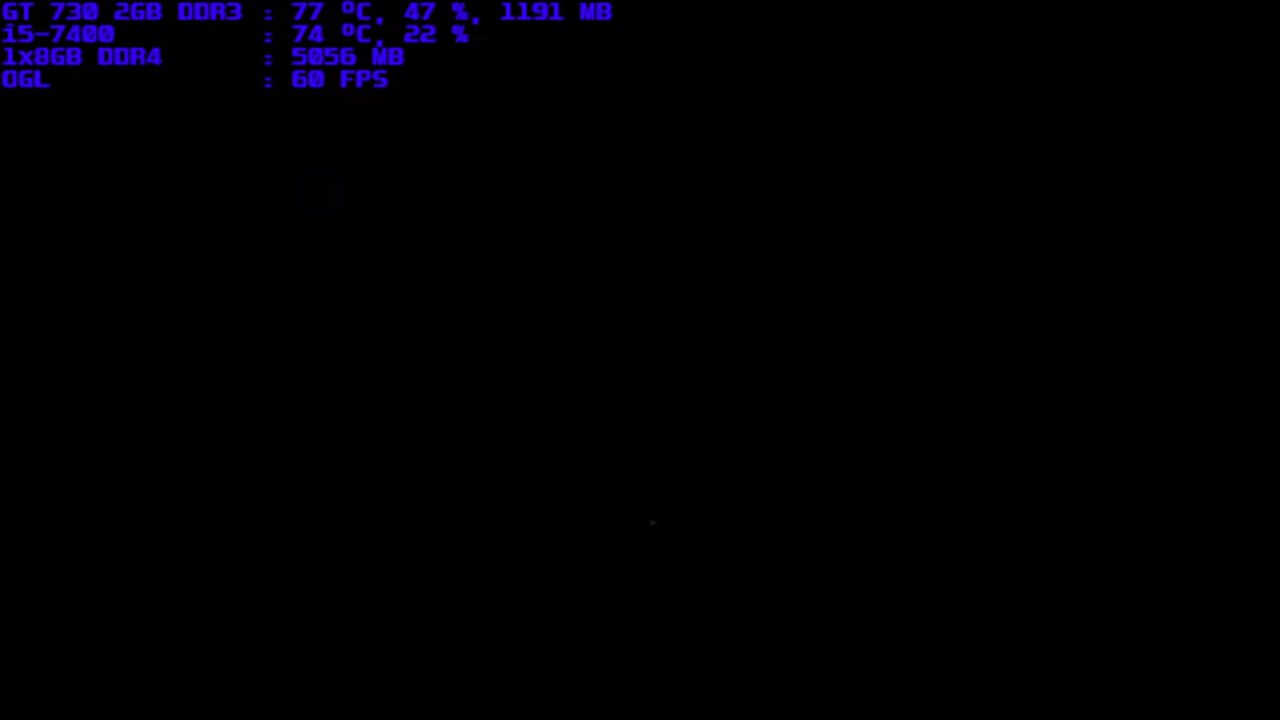 GT 730 2GB DDR3 : 77 ºC, 47 %, 1191 MB
i5-7400 : 74 ºC, 22 %
1x8GB DDR4 : 5056 MB
OGL : 60 FPS